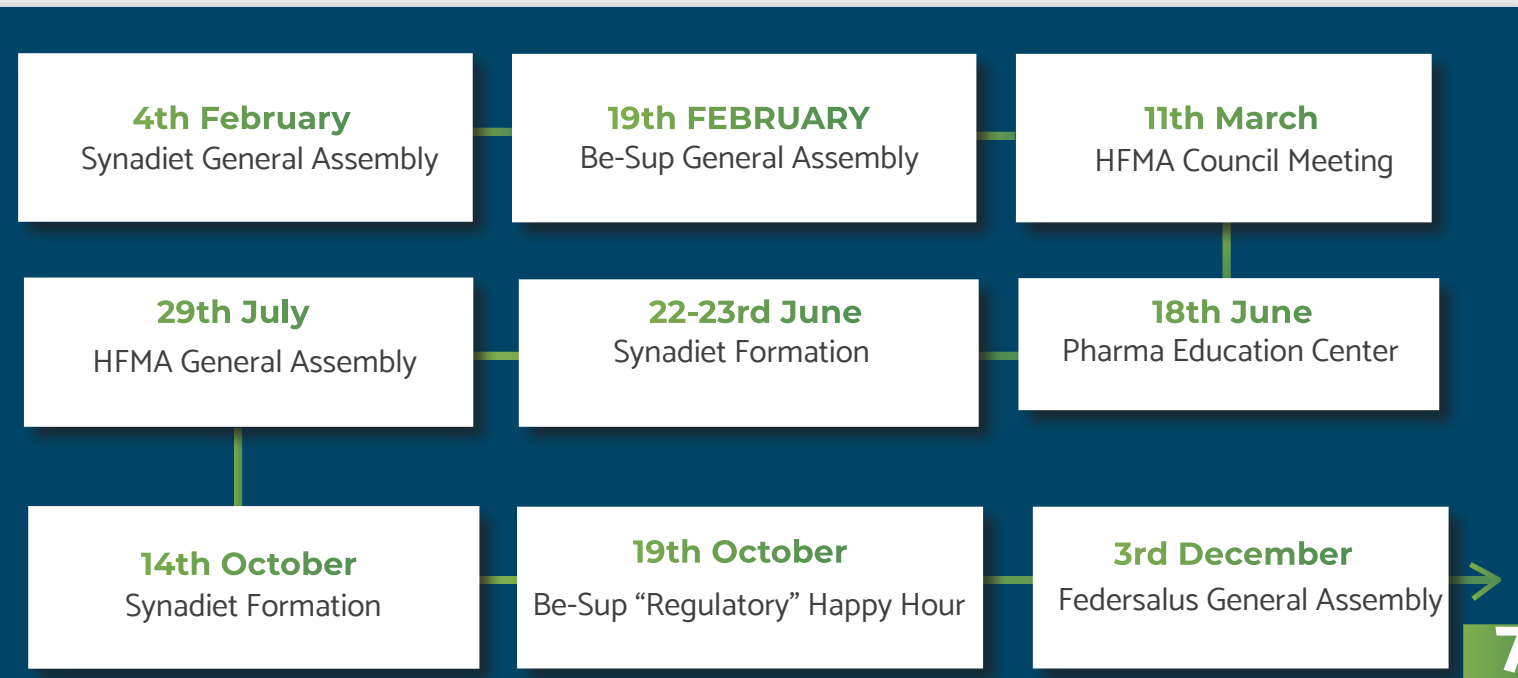 4th February
Synadiet General Assembly
19th FEBRUARY
Be-Sup General Assembly
11th March
HFMA Council Meeting
29th July
HFMA General Assembly
22-23rd June
Synadiet Formation
18th June
Pharma Education Center
14th October
Synadiet Formation
19th October
Be-Sup “Regulatory” Happy Hour
3rd December
Federsalus General Assembly
7